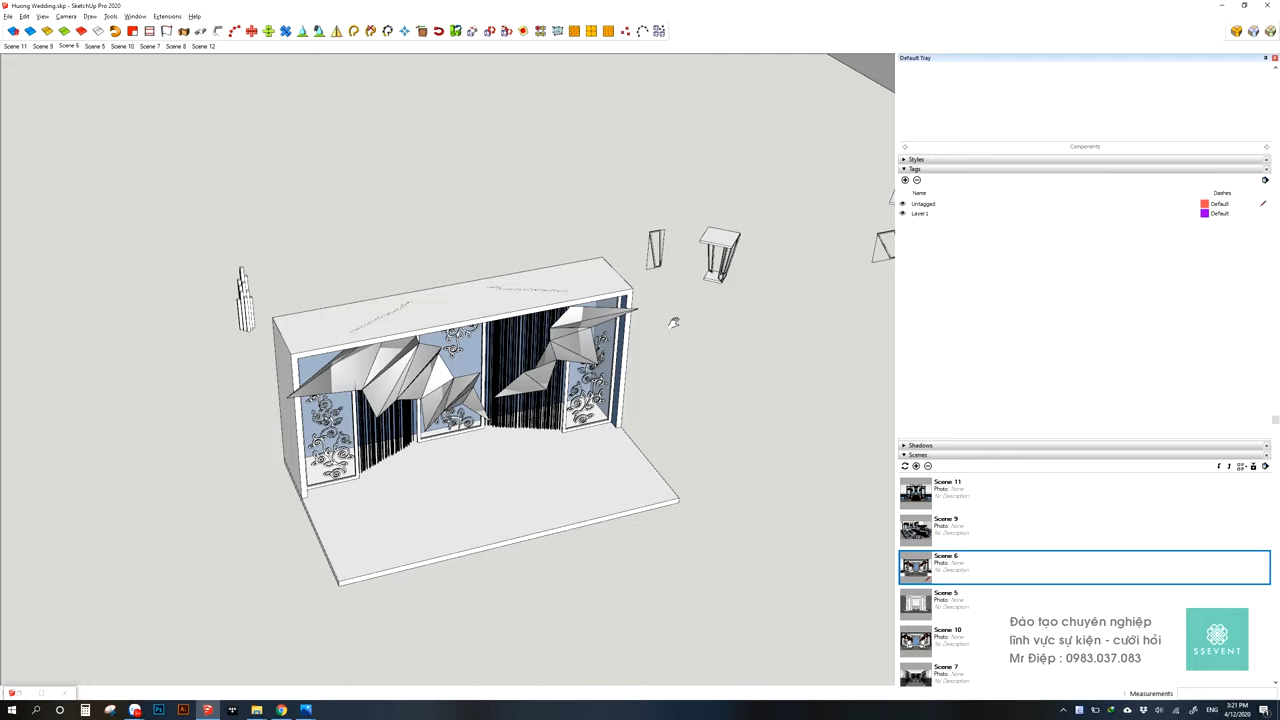 Huong Wedding.skp - SketchUp Pro 2020
File Edit View Camera Draw Tools Window Extensions Help
Scene 11 Scene 9 Scene 6 Scene 5 Scene 10 Scene 7 Scene 8 Scene 12
Default Tray
Components
Styles
Tags
Name Dashes
Untagged Default
Layer1 Default
Shadows
Scenes
Scene 11
Photo: None
No Description
Scene 9
Photo: None
No Description
Scene 6
Photo: None
No Description
Scene 5
Photo: None
No Description
Scene 10
Photo: None
No Description
Scene 7
Photo: None
No Description
Đào tạo chuyên nghiệp
lĩnh vực sự kiện - cưới hỏi
Mr Điệp : 0983.037.083
SSEVENT
Measurements
ENG
3:21 PM
4/12/2020